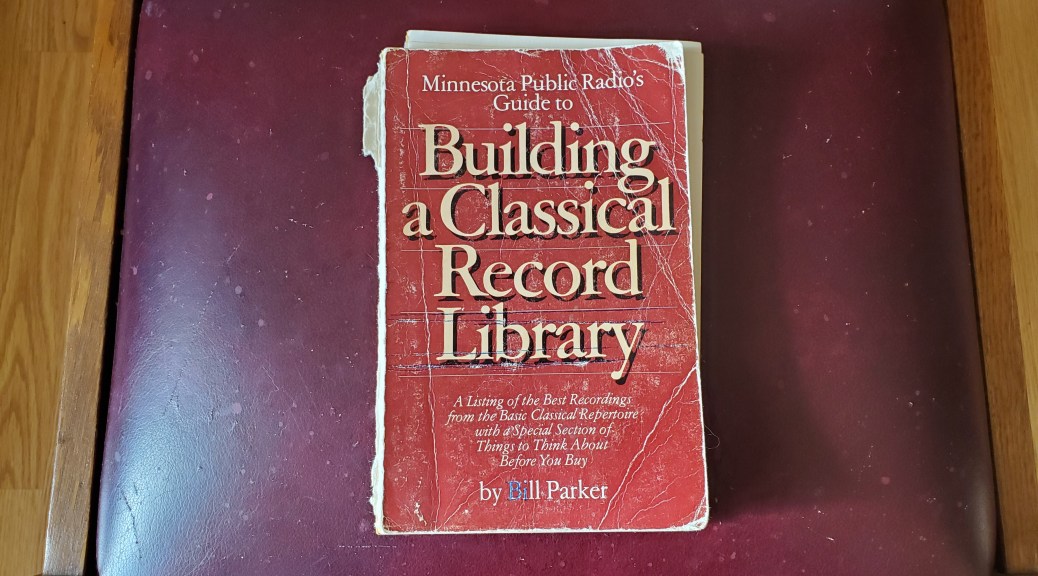 Minnesota Public Radio's
Guide to
Building
a Classical
Record
Library
A Listing of the Best Recordings
from the Basic Classical Repertoire
with a Special Section of
Things to Think About
Before You Buy
by Bill Parker